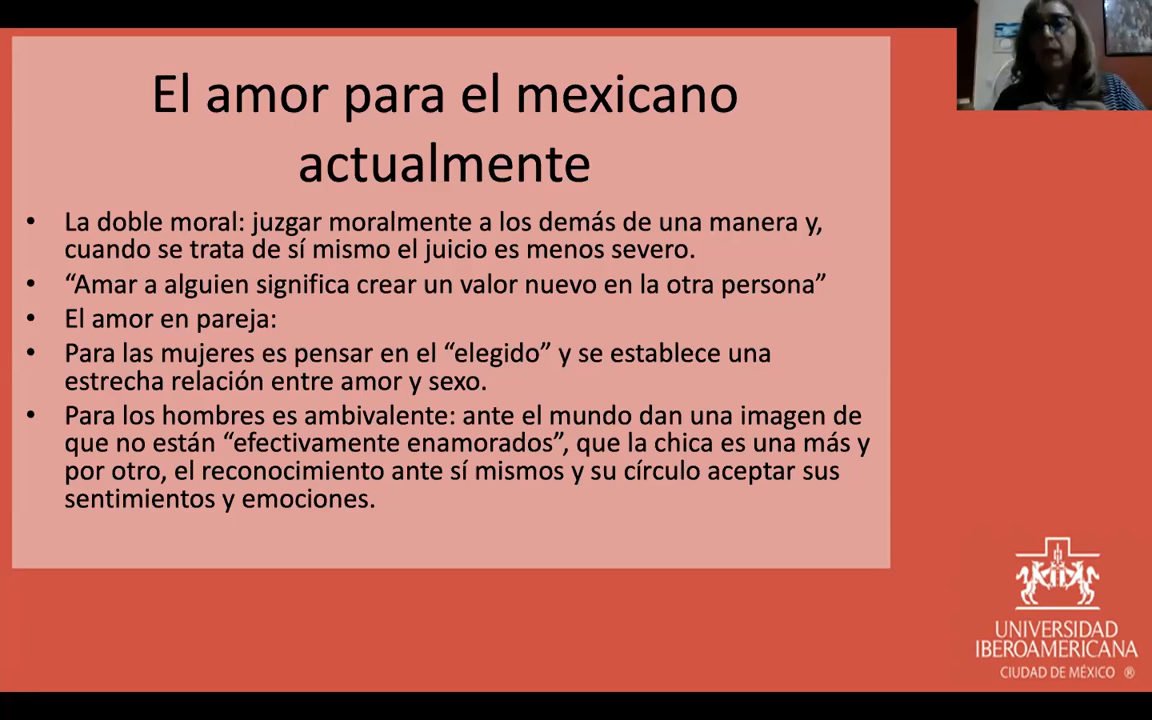 El amor para el mexicano
actualmente
• La doble moral: juzgar moralmente a los demás de una manera y,
cuando se trata de sí mismo el juicio es menos severo.
• “Amar a alguien significa crear un valor nuevo en la otra persona”
• El amor en pareja:
• Para las mujeres es pensar en el “elegido” y se establece una
estrecha relación entre amor y sexo.
• Para los hombres es ambivalente: ante el mundo dan una imagen de
que no están “efectivamente enamorados”, que la chica es una más y
por otro, el reconocimiento ante sí mismos y su círculo aceptar sus
sentimientos y emociones.
UNIVERSIDAD
IBEROAMERICANA
CIUDAD DE MÉXICO ®